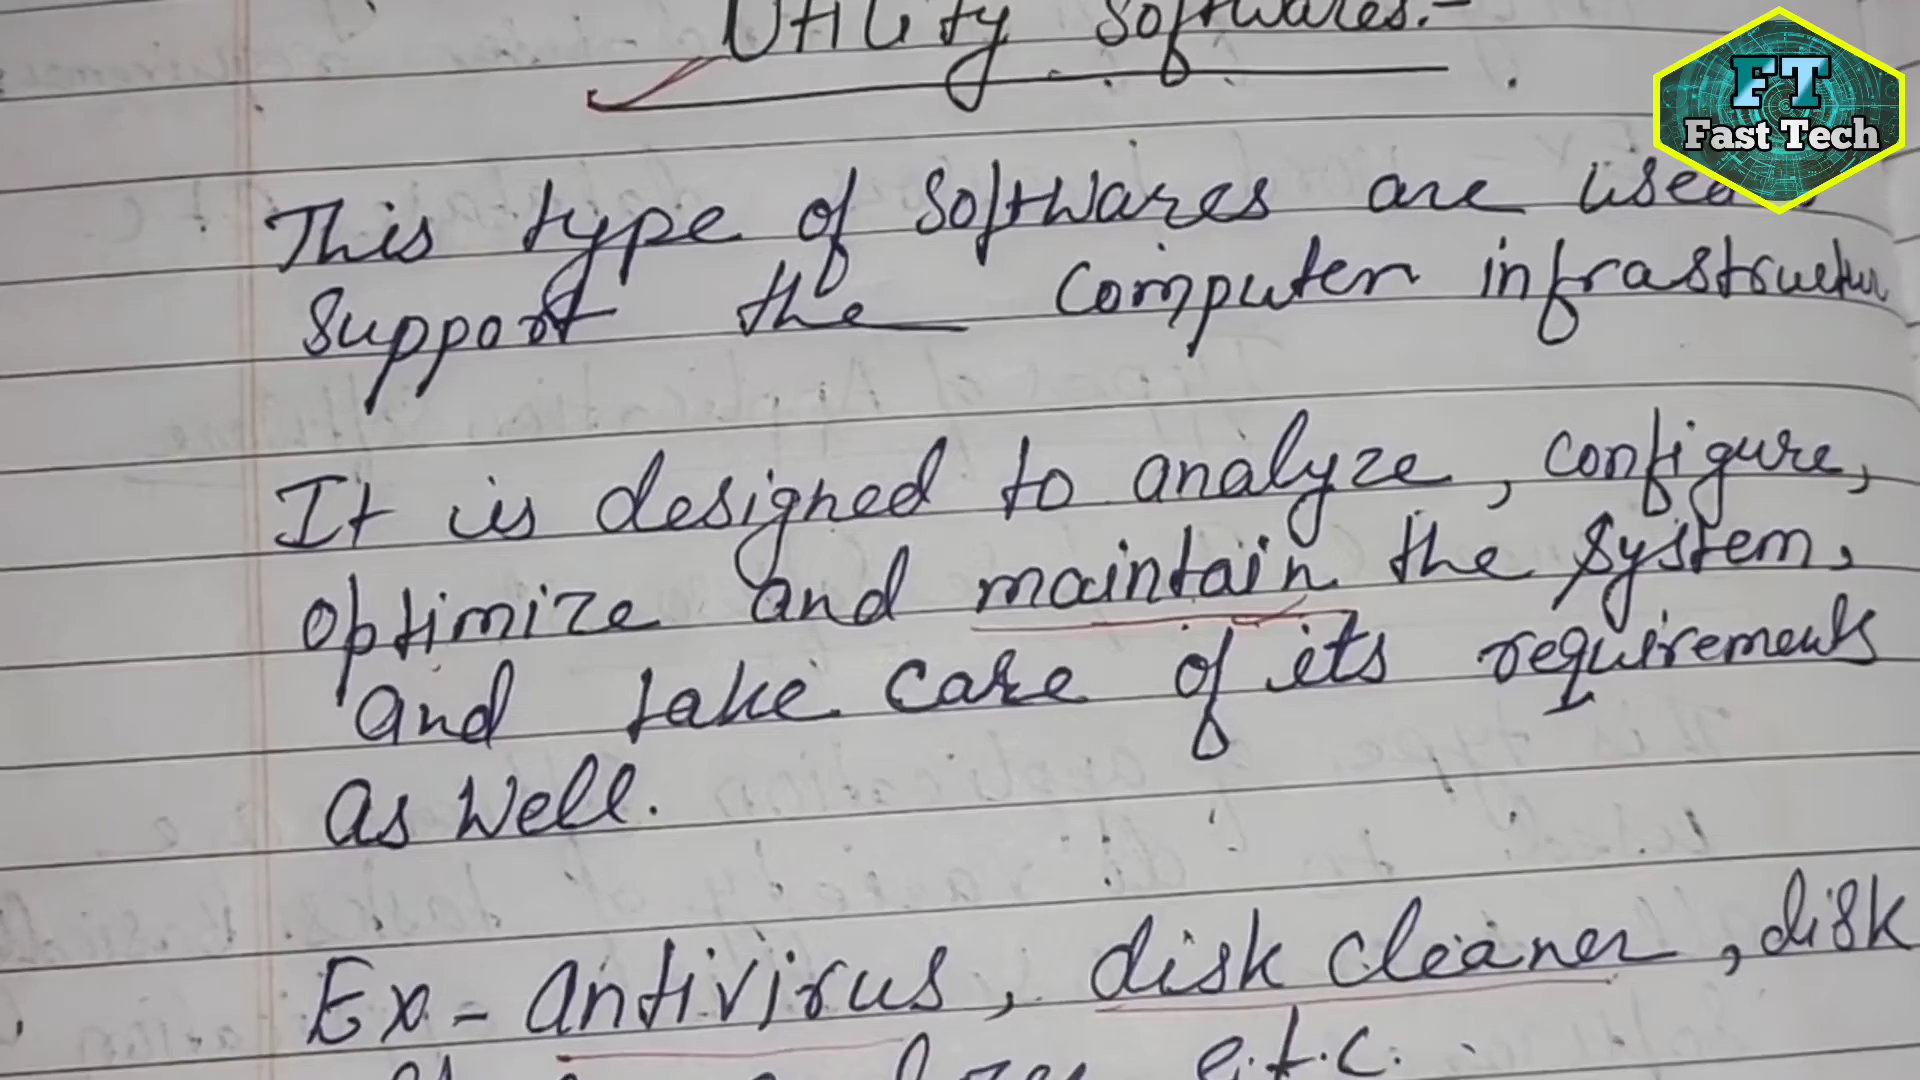 Utility Softwares:-
FT
Fast Tech
This type of Softwares are used
Support the Computer infrastructur
It is designed to analyze, configure,
optimize and maintain the system,
and take care of its requirements
as well.
Ex- antivirus, disk cleaner, disk
e.t.c.